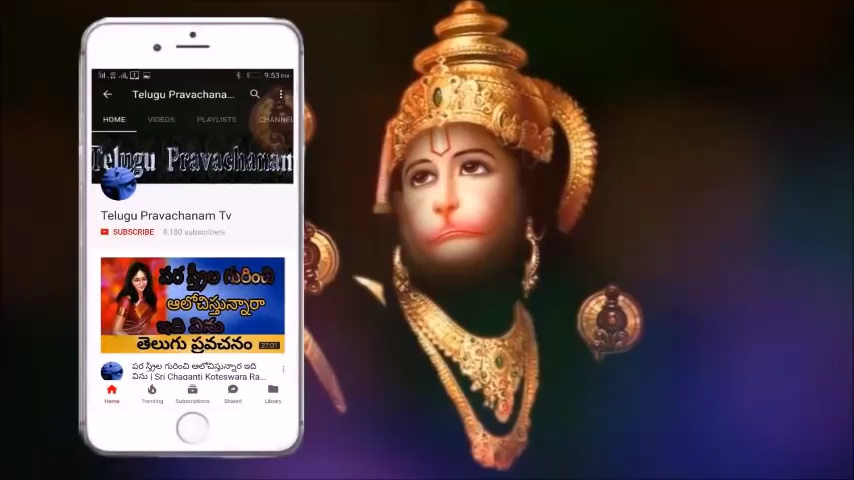 9:53 PM
Telugu Pravachana...
HOME VIDEOS PLAYLISTS CHANNEL
Telugu Pravachanam
Telugu Pravachanam Tv
SUBSCRIBE 8,180 subscribers
పర స్త్రీల గురించి
ఆలోచిస్తున్నారా
ఇది విను
తెలుగు ప్రవచనం 27:01
పర స్త్రీల గురించి ఆలోచిస్తున్నార ఇది
విను | Sri Chaganti Koteswara Ra...
Home Trending Subscriptions Shared Library